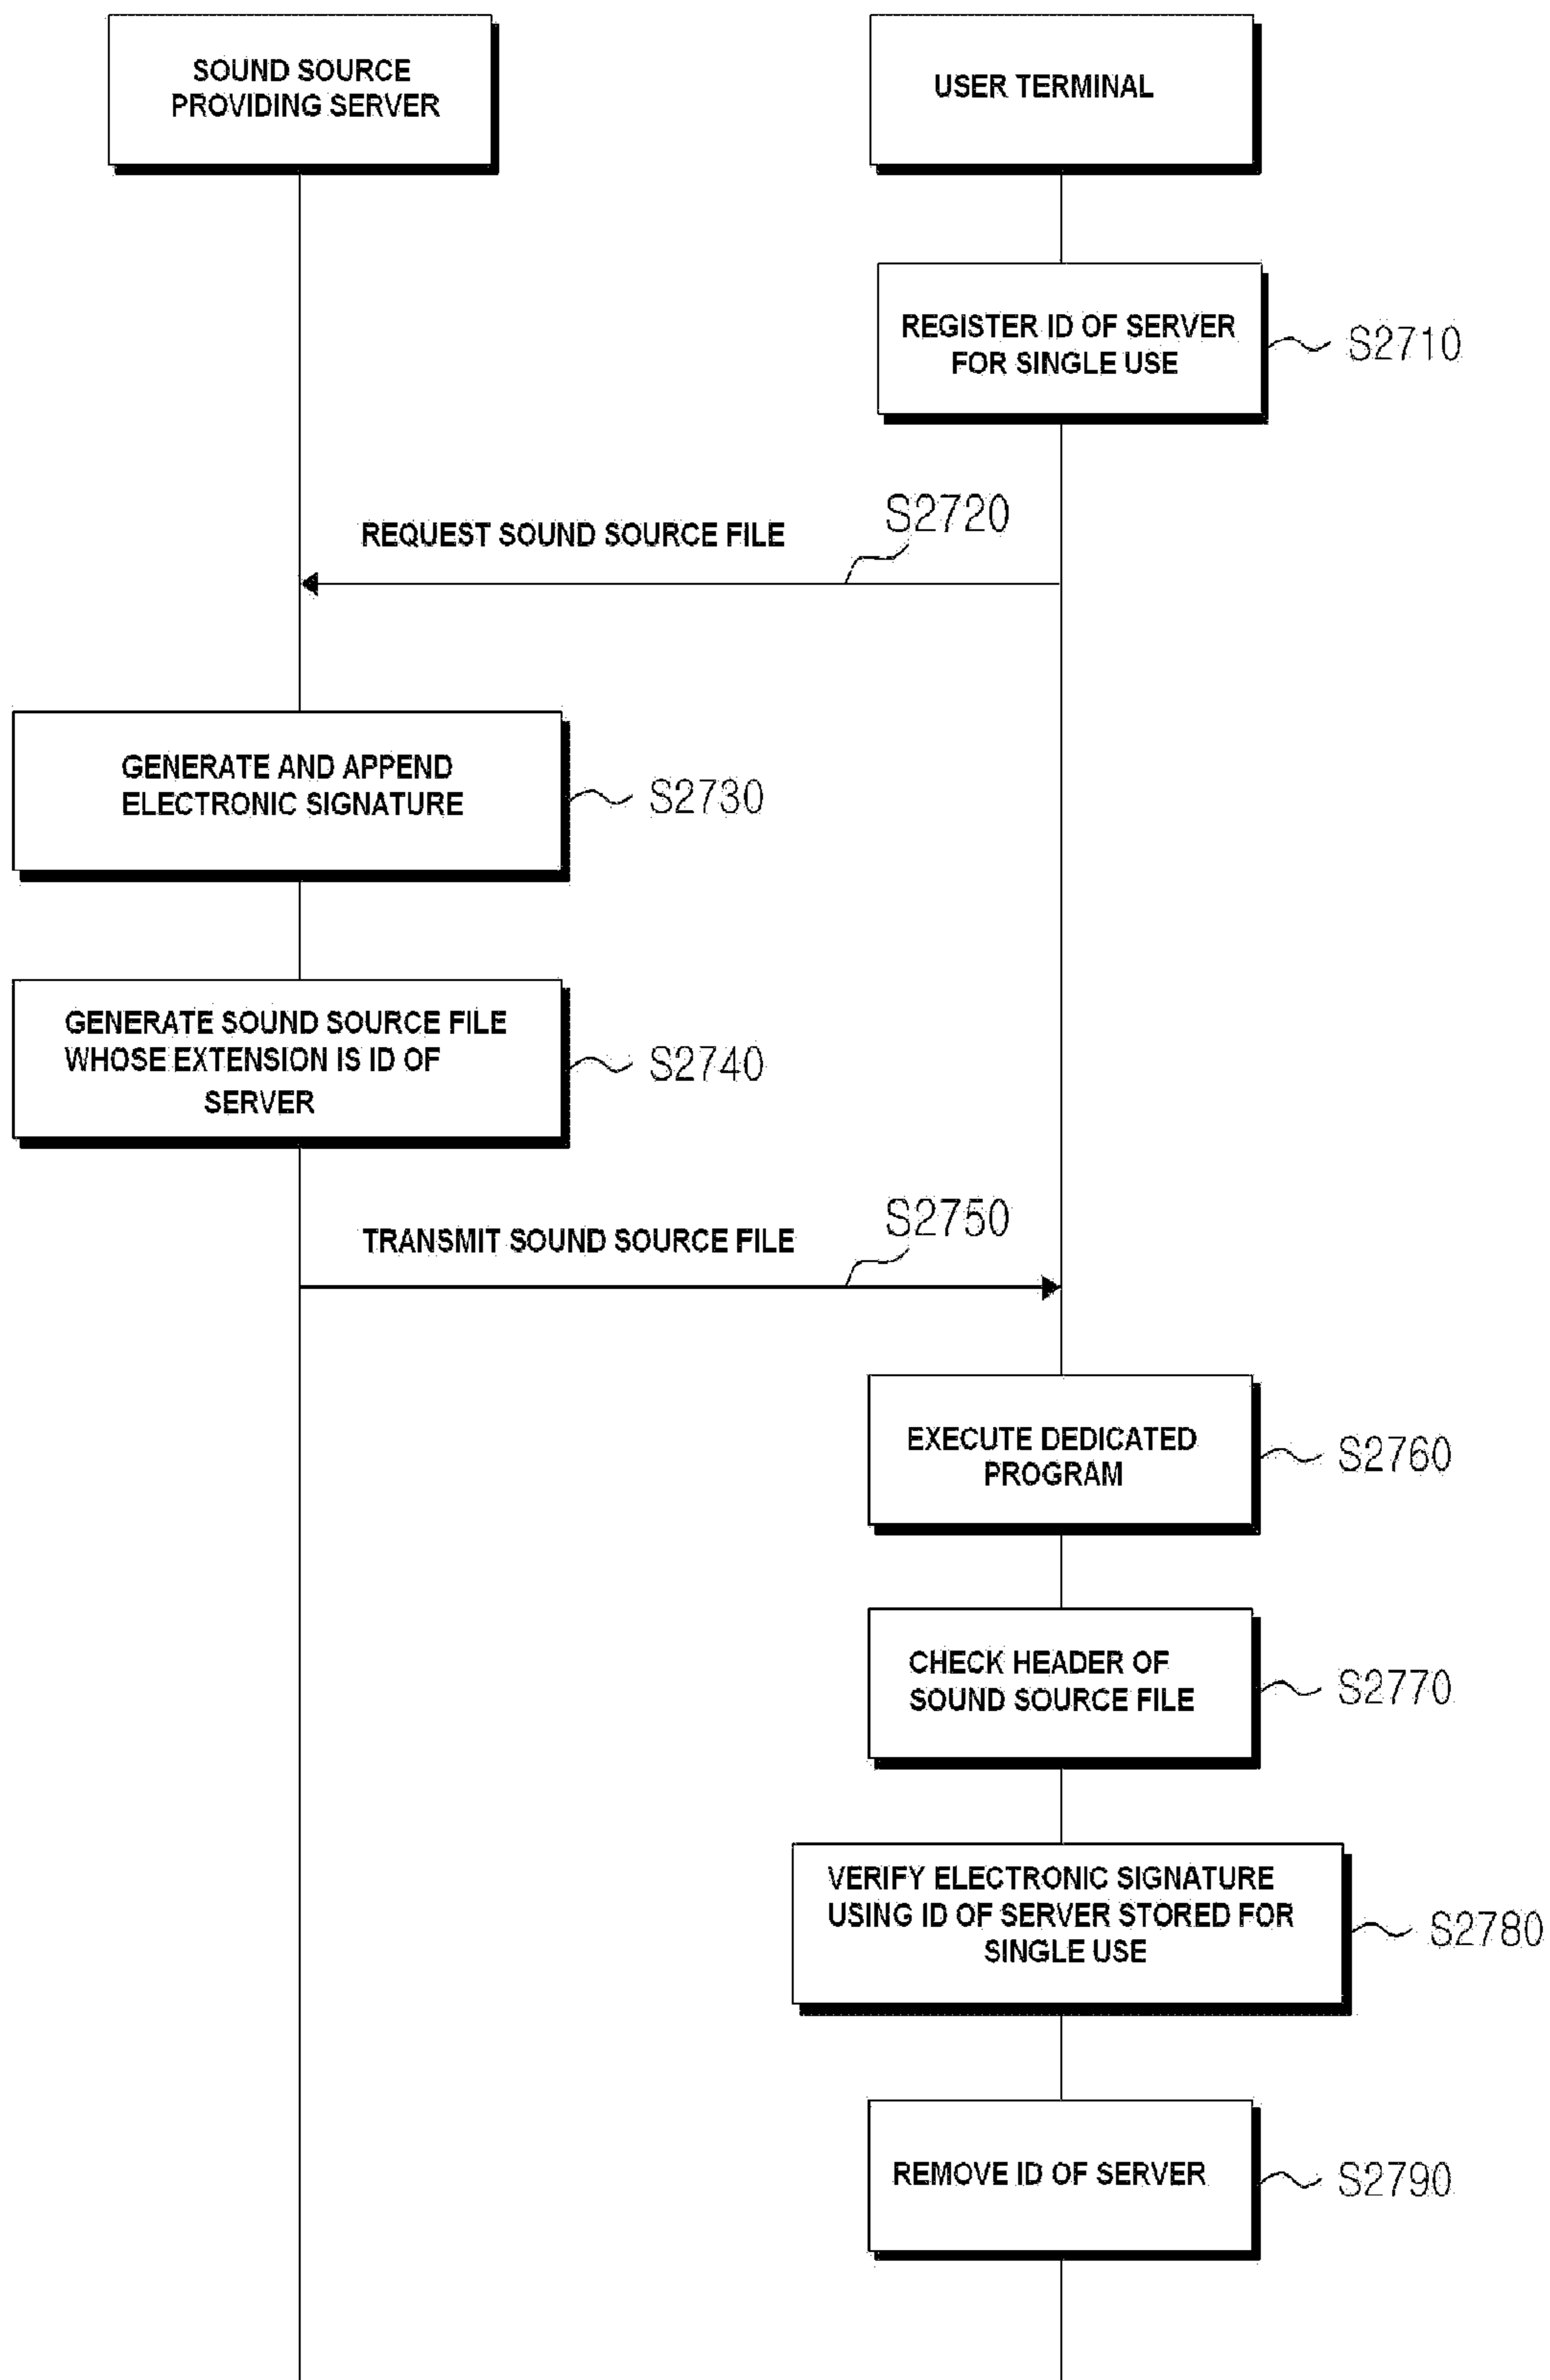 SOUND SOURCE
PROVIDING SERVER
USER TERMINAL
REGISTER ID OF SERVER
FOR SINGLE USE
S2710
S2720
REQUEST SOUND SOURCE FILE
GENERATE AND APPEND
ELECTRONIC SIGNATURE
S2730
GENERATE SOUND SOURCE FILE
WHOSE EXTENSION IS ID OF
SERVER
S2740
S2750
TRANSMIT SOUND SOURCE FILE
EXECUTE DEDICATED
PROGRAM
S2760
CHECK HEADER OF
SOUND SOURCE FILE
S2770
VERIFY ELECTRONIC SIGNATURE
USING ID OF SERVER STORED FOR
SINGLE USE
S2780
REMOVE ID OF SERVER
S2790